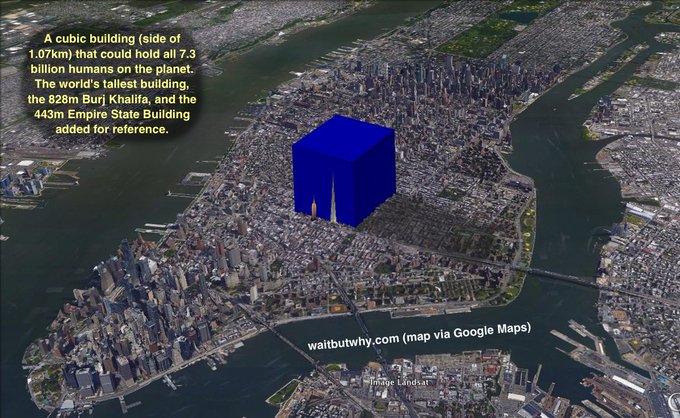 A cubic building (side of
1.07km) that could hold all 7.3
billion humans on the planet.
The world's tallest building,
the 828m Burj Khalifa, and the
443m Empire State Building
added for reference.
waitbutwhy.com (map via Google Maps)
Image Landsat